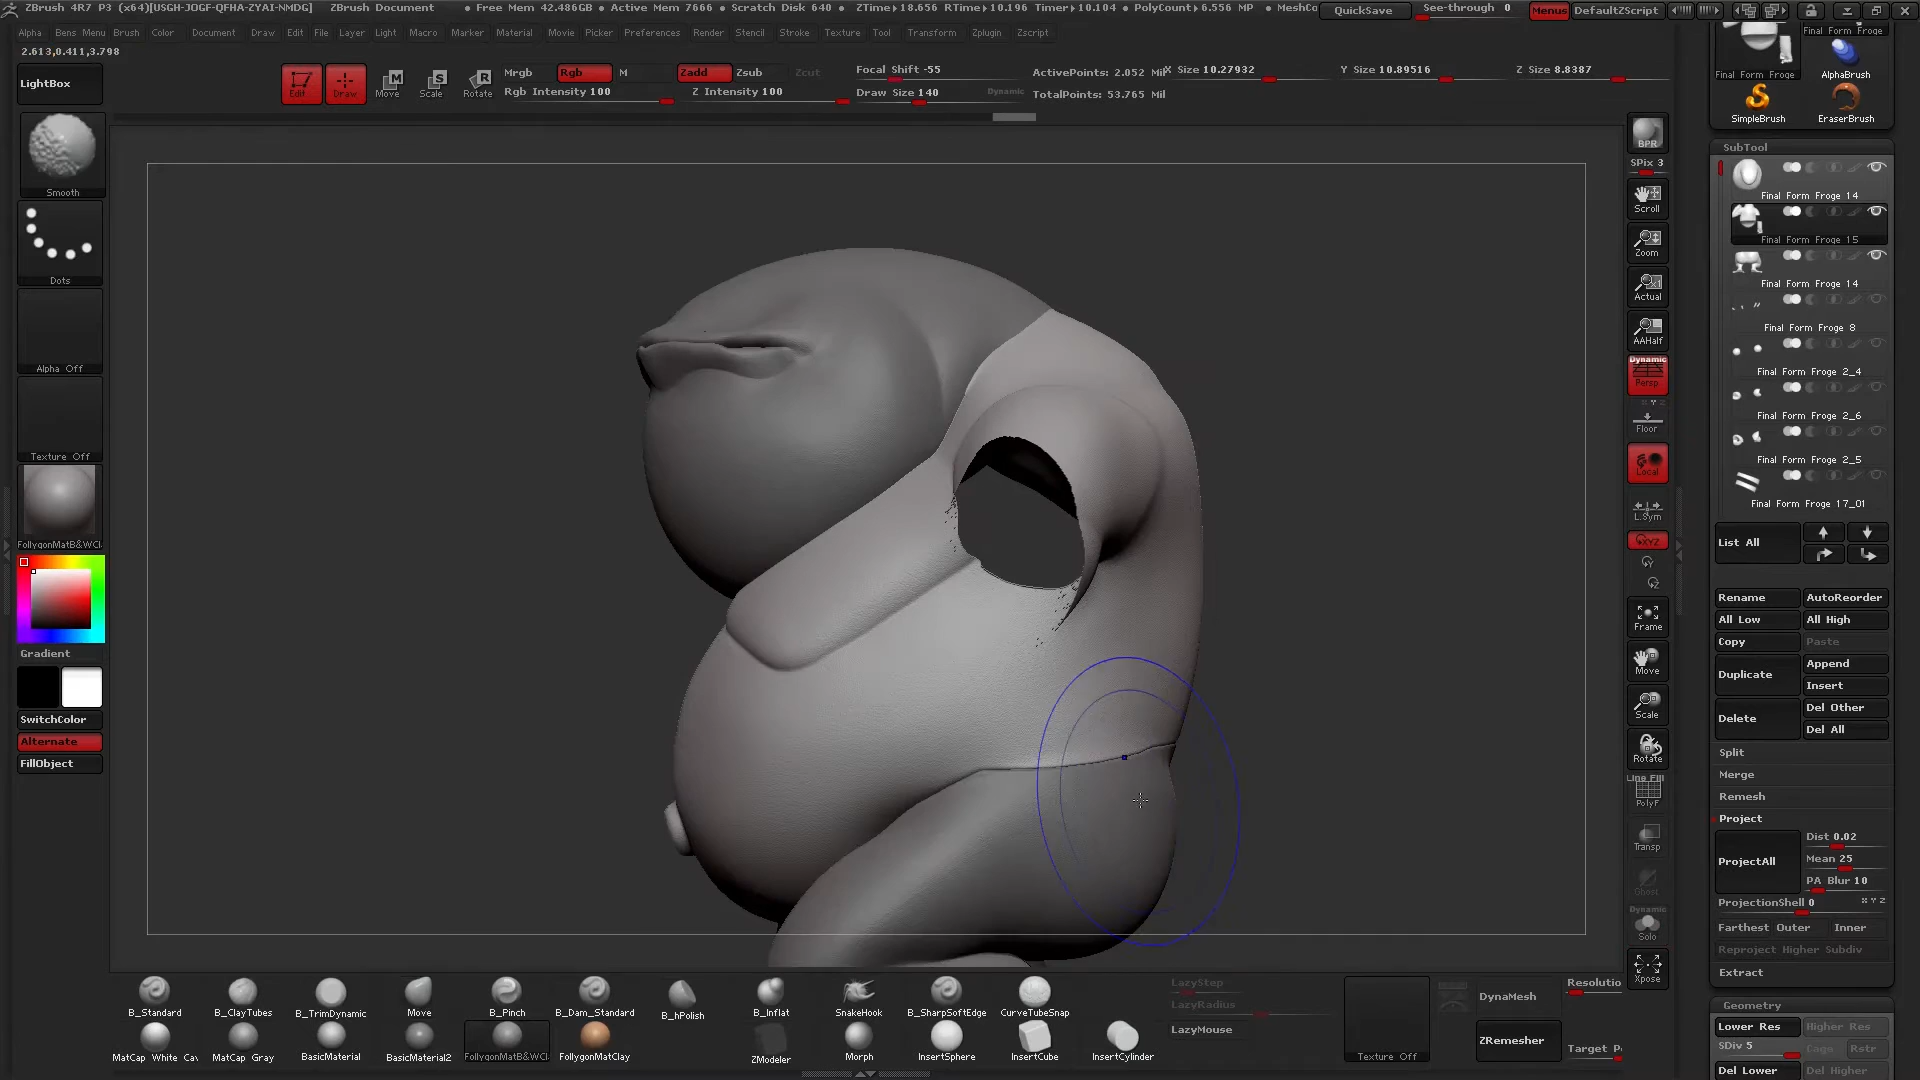 ZBrush 4R7 P3 (x64)[USGH-JOGF-QFHA-ZYAI-NMDG] ZBrush Document • Free Mem 42.486GB • Active Mem 7666 • Scratch Disk 640 • ZTime▸18.656 RTime▸10.196 Timer▸10.104 • PolyCount▸6.556 MP • MeshCo QuickSave See-through 0 Menus DefaultZScript
Alpha Bens Menu Brush Color Document Draw Edit File Layer Light Macro Marker Material Movie Picker Preferences Render Stencil Stroke Texture Tool Transform Zplugin Zscript
2.613,0.411,3.798
LightBox
Edit Draw Move Scale Rotate
Mrgb Rgb M Zadd Zsub Zcut
Rgb Intensity 100 Z Intensity 100
Focal Shift -55
Draw Size 140 Dynamic
ActivePoints: 2.052 Mil
TotalPoints: 53.765 Mil
X Size 10.27932 Y Size 10.89516 Z Size 8.8387
Smooth
Dots
Alpha Off
Texture Off
FollygonMatB&WCl
Gradient
SwitchColor
Alternate
FillObject
BPR
SPix 3
Scroll
Zoom
Actual
AAHalf
Dynamic
Persp
Floor
Local
L.Sym
XYZ
Y
Z
Frame
Move
Scale
Rotate
Line Fill
PolyF
Transp
Ghost
Dynamic
Solo
Xpose
Final Form Froge
Final Form Froge AlphaBrush
SimpleBrush EraserBrush
SubTool
Final Form Froge 14
Final Form Froge 15
Final Form Froge 14
Final Form Froge 8
Final Form Froge 2_4
Final Form Froge 2_6
Final Form Froge 2_5
Final Form Froge 17_01
List All
Rename AutoReorder
All Low All High
Copy Paste
Duplicate Append
Insert
Delete Del Other
Del All
Split
Merge
Remesh
Project
ProjectAll Dist 0.02
Mean 25
PA Blur 10
ProjectionShell 0 X Y Z
Farthest Outer Inner
Reproject Higher Subdiv
Extract
Geometry
Lower Res Higher Res
SDiv 5 Cage Rstr
Del Lower Del Higher
B_Standard B_ClayTubes B_TrimDynamic Move B_Pinch B_Dam_Standard B_hPolish B_Inflat SnakeHook B_SharpSoftEdge CurveTubeSnap
MatCap White Cav MatCap Gray BasicMaterial BasicMaterial2 FollygonMatB&WCl FollygonMatClay ZModeler Morph InsertSphere InsertCube InsertCylinder
LazyStep
LazyRadius
LazyMouse
Texture Off
DynaMesh
ZRemesher
Resolutio
Target P